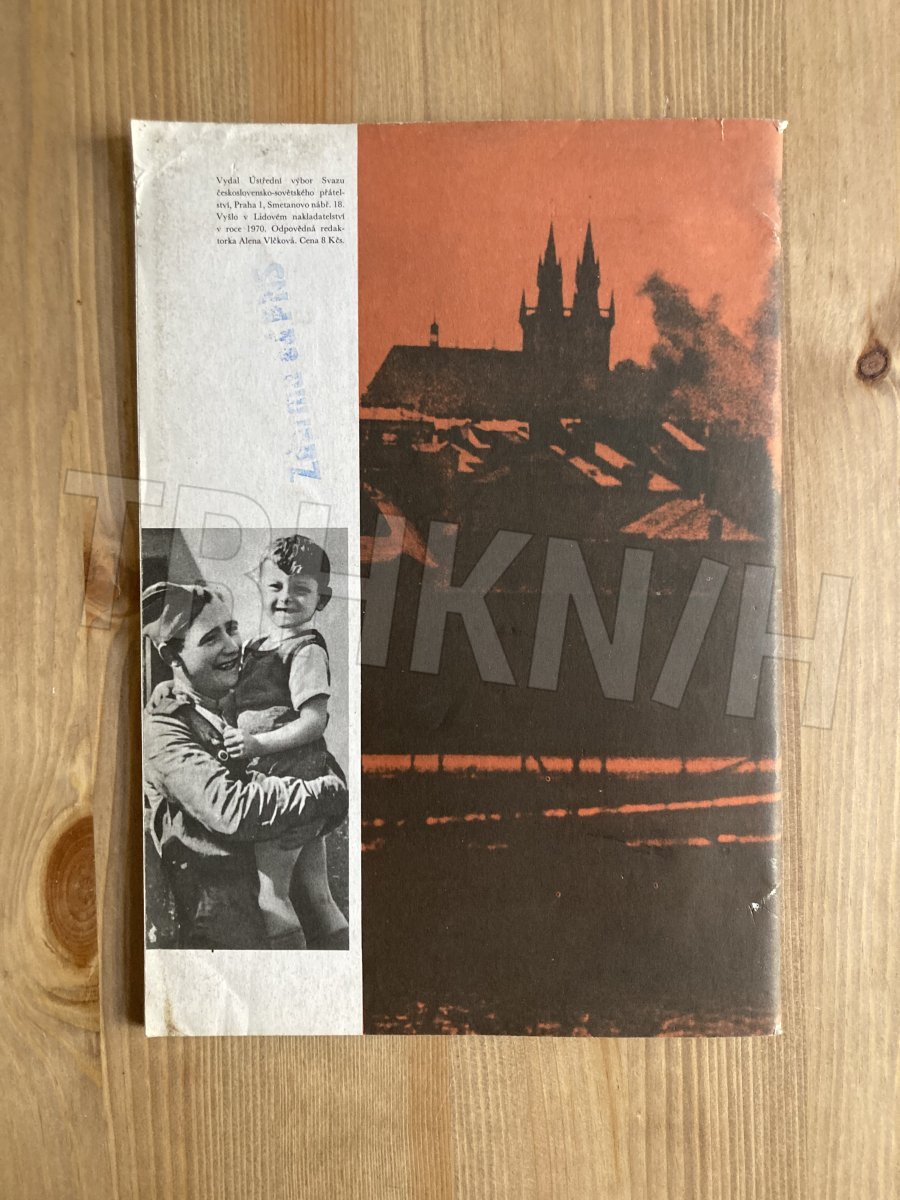 Vydal Ústřední výbor Svazu
československo-sovětského přátel-
ství, Praha 1, Smetanovo nábř. 18.
Vyšlo v Lidovém nakladatelství
v roce 1970. Odpovědná redak-
torka Alena Vlčková. Cena 8 Kčs.
TRHKNIH